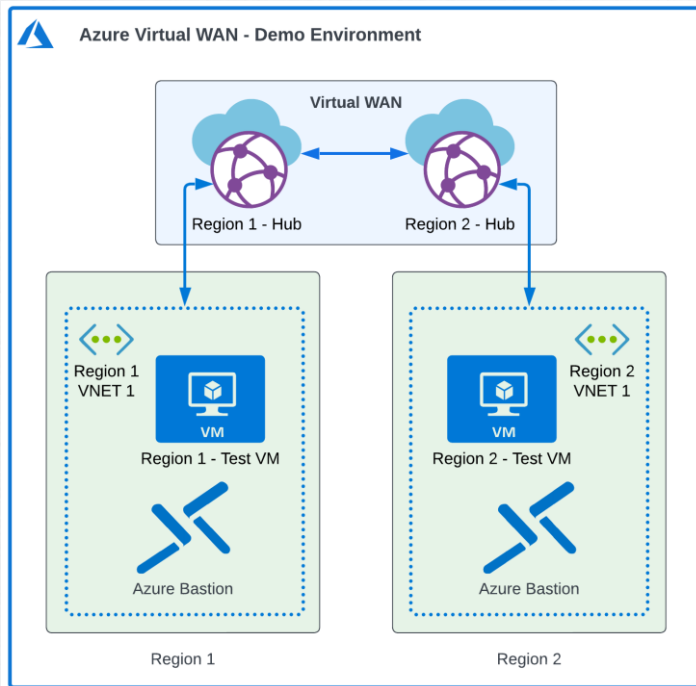 Azure Virtual WAN - Demo Environment
Virtual WAN
Region 1 - Hub
Region 2 - Hub
Region 1
VNET 1
VM
Region 1 - Test VM
Azure Bastion
Region 1
Region 2
VNET 1
VM
Region 2 - Test VM
Azure Bastion
Region 2